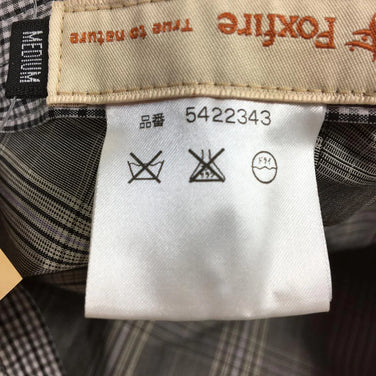 Foxfire
True to nature
MEDIUM
品番 5422343